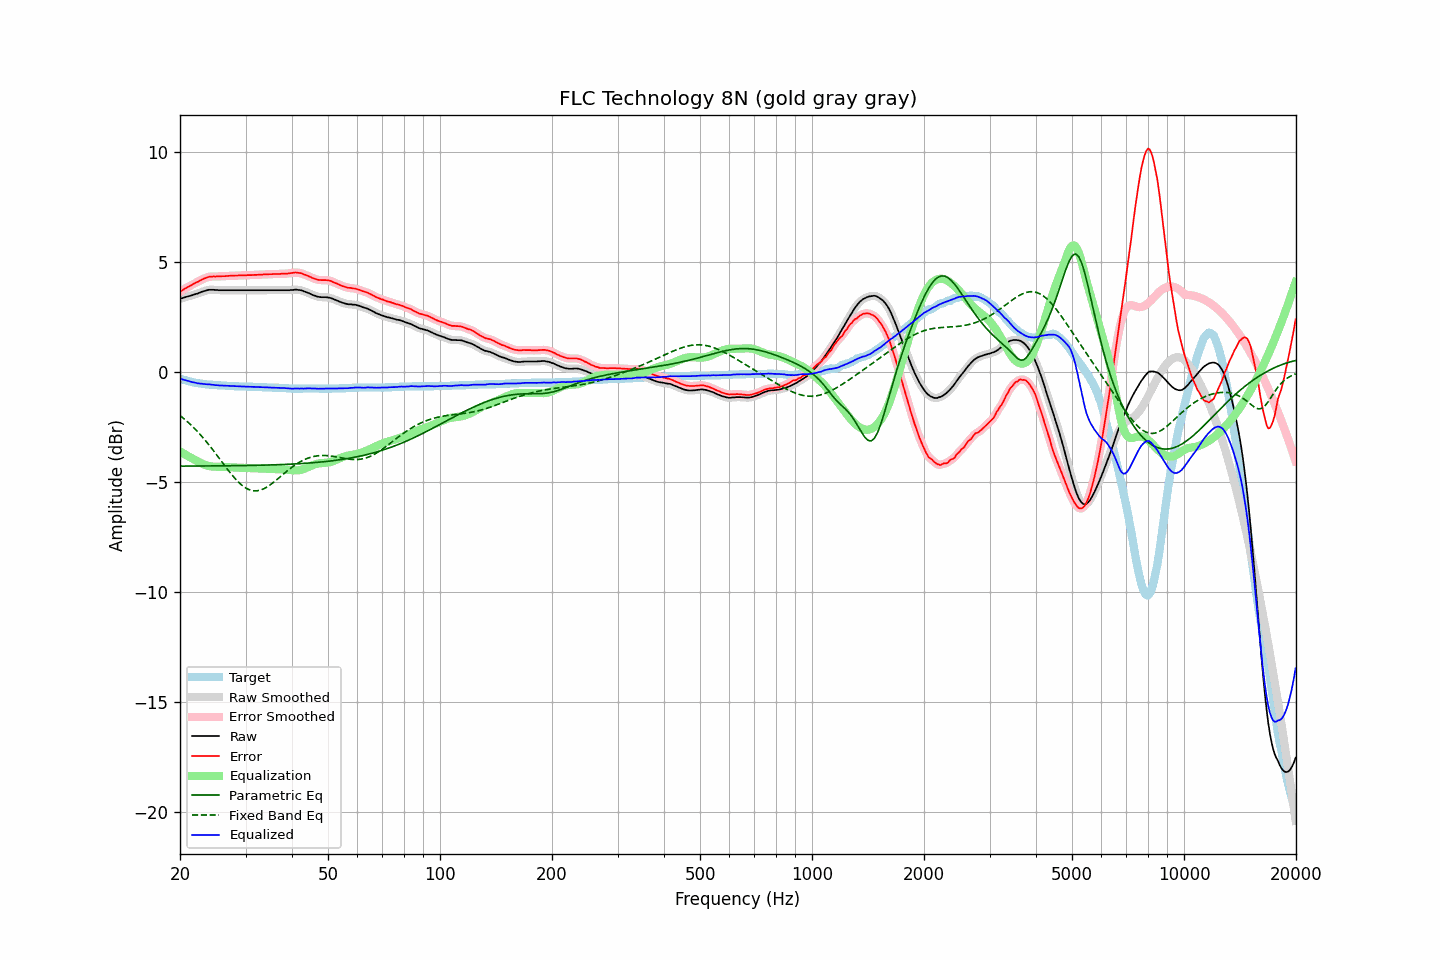 FLC Technology 8N (gold gray gray)
10
5
0
−5
−10
−15
−20
Amplitude (dBr)
Target
Raw Smoothed
Error Smoothed
Raw
Error
Equalization
Parametric Eq
Fixed Band Eq
Equalized
20
50
100
200
500
1000
2000
5000
10000
20000
Frequency (Hz)